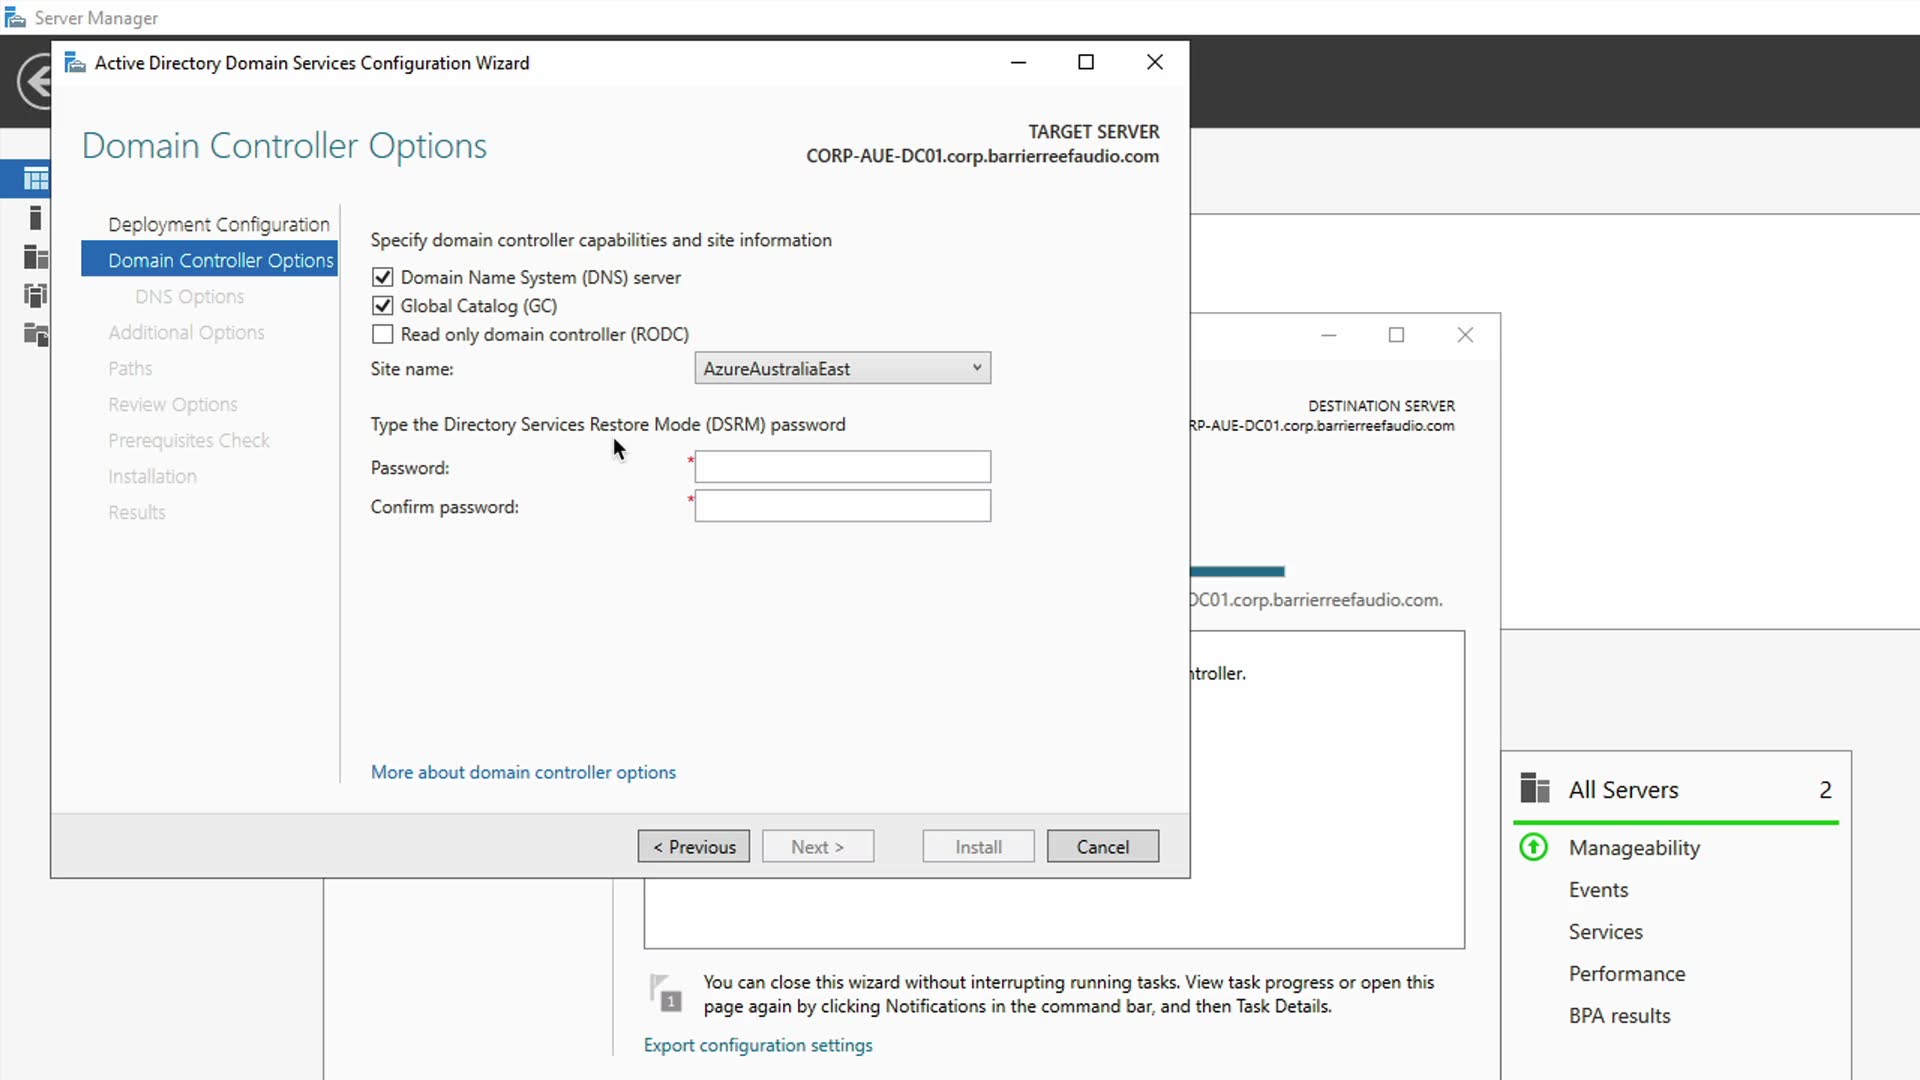 Server Manager
Active Directory Domain Services Configuration Wizard
Domain Controller Options
TARGET SERVER
CORP-AUE-DC01.corp.barrierreefaudio.com
Deployment Configuration
Domain Controller Options
DNS Options
Additional Options
Paths
Review Options
Prerequisites Check
Installation
Results
Specify domain controller capabilities and site information
Domain Name System (DNS) server
Global Catalog (GC)
Read only domain controller (RODC)
Site name:
AzureAustraliaEast
Type the Directory Services Restore Mode (DSRM) password
Password:
*
Confirm password:
*
More about domain controller options
< Previous
Next >
Install
Cancel
DESTINATION SERVER
RP-AUE-DC01.corp.barrierreefaudio.com
DC01.corp.barrierreefaudio.com.
ntroller.
1
You can close this wizard without interrupting running tasks. View task progress or open this
page again by clicking Notifications in the command bar, and then Task Details.
Export configuration settings
All Servers 2
Manageability
Events
Services
Performance
BPA results